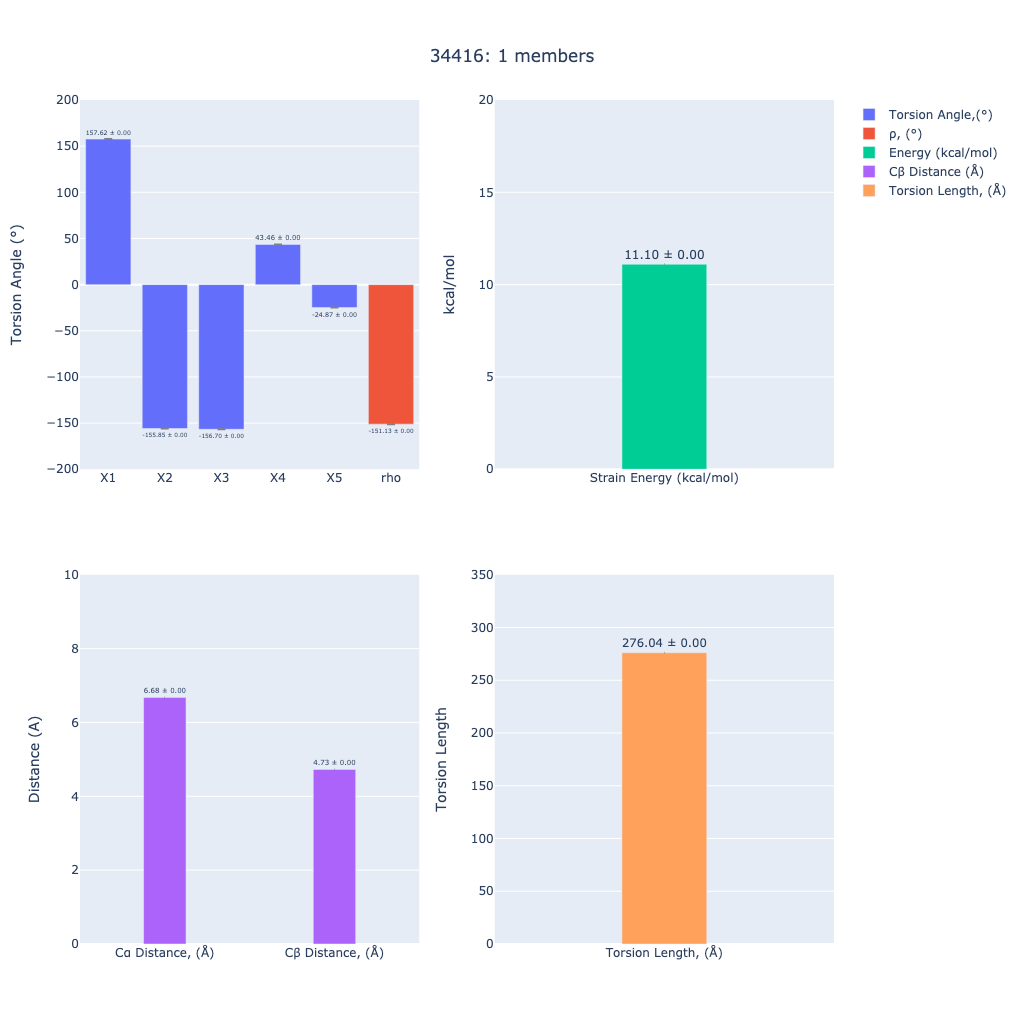 34416: 1 members
200
150
100
50
0
−50
−100
−150
−200
Torsion Angle (°)
157.62 ± 0.00
-155.85 ± 0.00
-156.70 ± 0.00
43.46 ± 0.00
-24.87 ± 0.00
-151.13 ± 0.00
X1
X2
X3
X4
X5
rho
20
15
10
5
0
kcal/mol
11.10 ± 0.00
Strain Energy (kcal/mol)
Torsion Angle,(°)
ρ, (°)
Energy (kcal/mol)
Cβ Distance (Å)
Torsion Length, (Å)
10
8
6
4
2
0
Distance (A)
6.68 ± 0.00
4.73 ± 0.00
Cα Distance, (Å)
Cβ Distance, (Å)
350
300
250
200
150
100
50
0
Torsion Length
276.04 ± 0.00
Torsion Length, (Å)